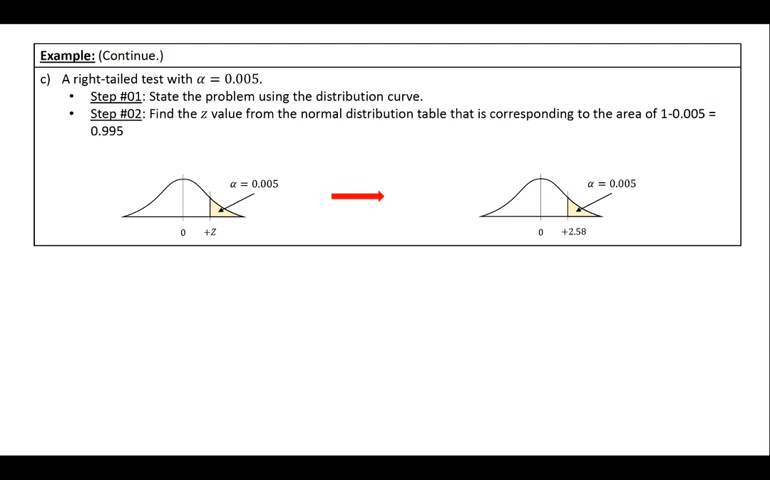 Example: (Continue.)
c) A right-tailed test with 𝛼 = 0.005.
• Step #01: State the problem using the distribution curve.
• Step #02: Find the 𝑧 value from the normal distribution table that is corresponding to the area of 1-0.005 =
0.995
𝛼 = 0.005
0 +𝑍
𝛼 = 0.005
0 +2.58